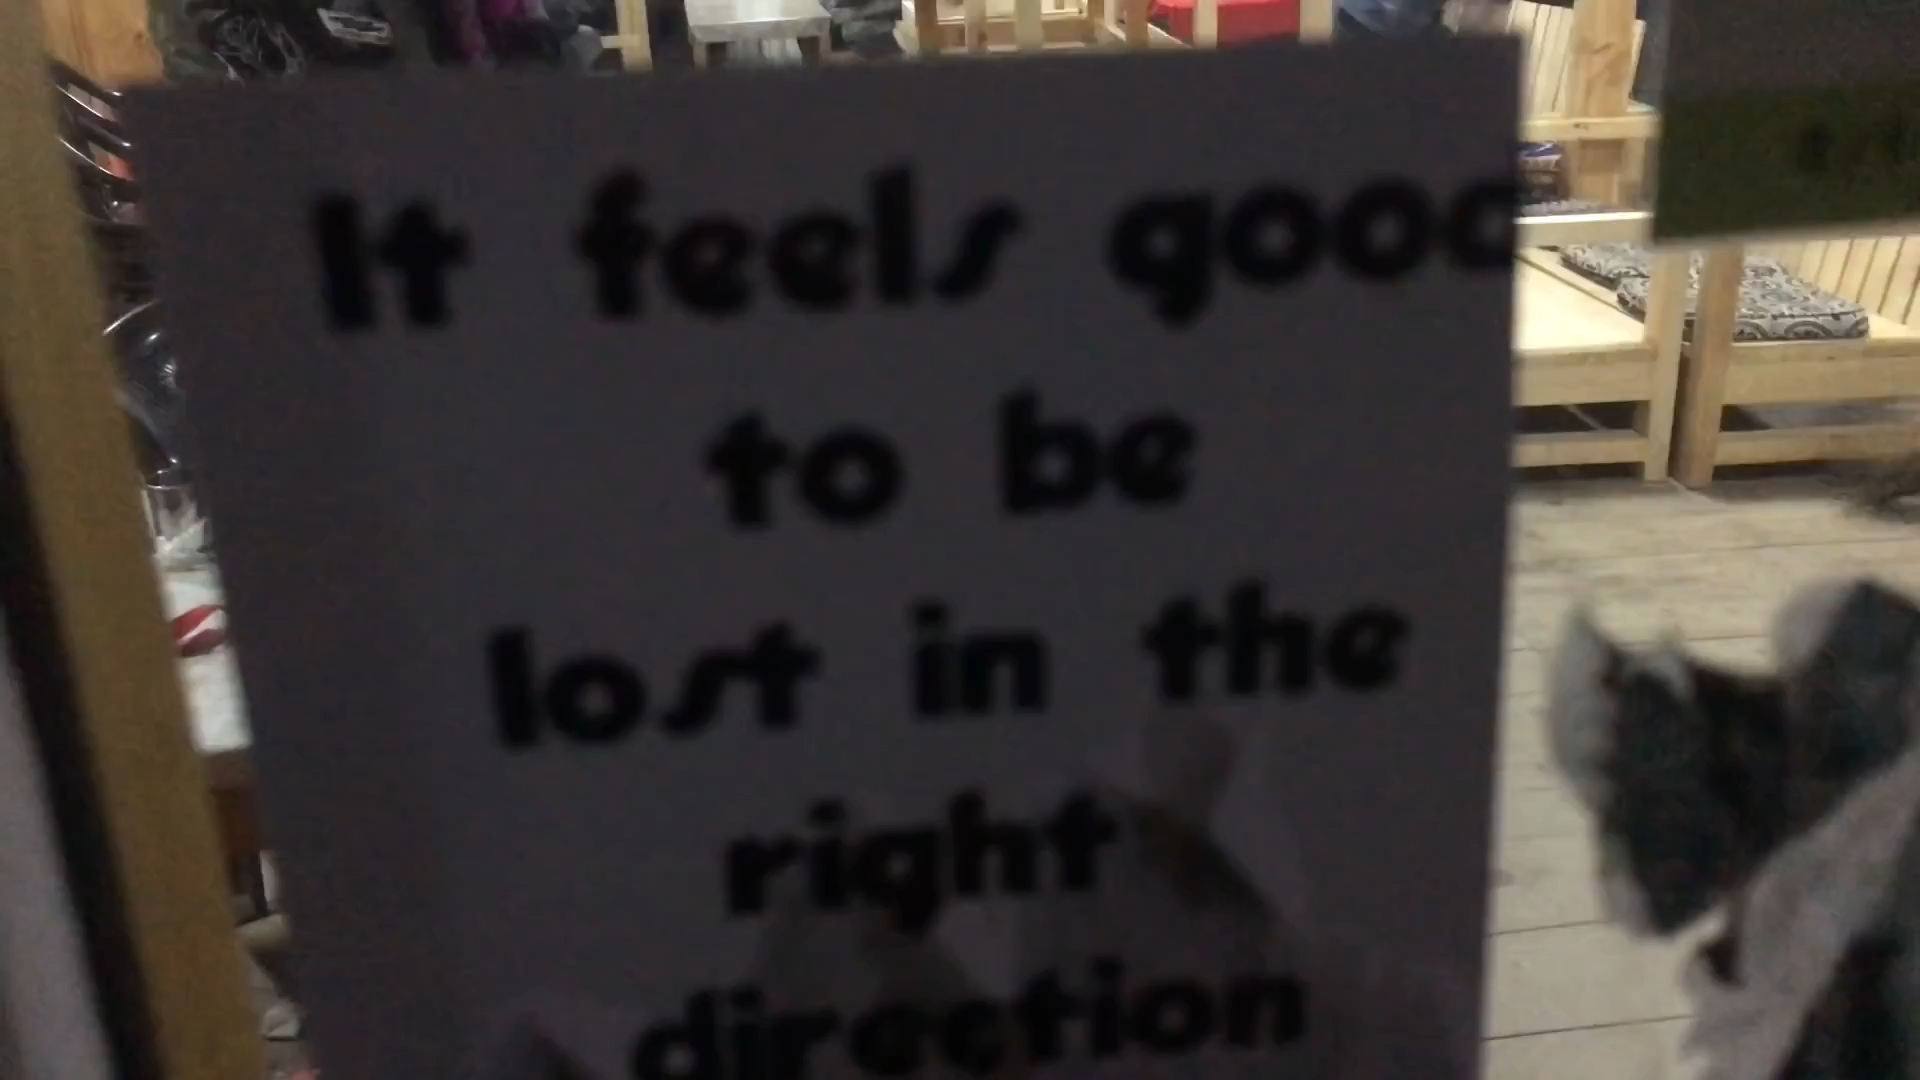 It feels good
to be
lost in the
right
direction